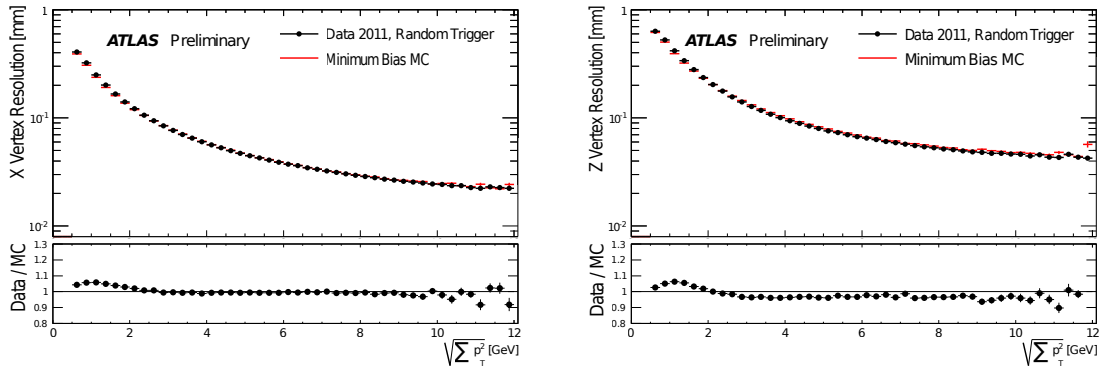 X Vertex Resolution [mm]
1
10-1
10-2
ATLAS Preliminary
Data 2011, Random Trigger
Minimum Bias MC
Data / MC
1.3
1.2
1.1
1
0.9
0.8
0 2 4 6 8 10 12
√∑ p²T [GeV]
Z Vertex Resolution [mm]
1
10-1
10-2
ATLAS Preliminary
Data 2011, Random Trigger
Minimum Bias MC
Data / MC
1.3
1.2
1.1
1
0.9
0.8
0 2 4 6 8 10 12
√∑ p²T [GeV]